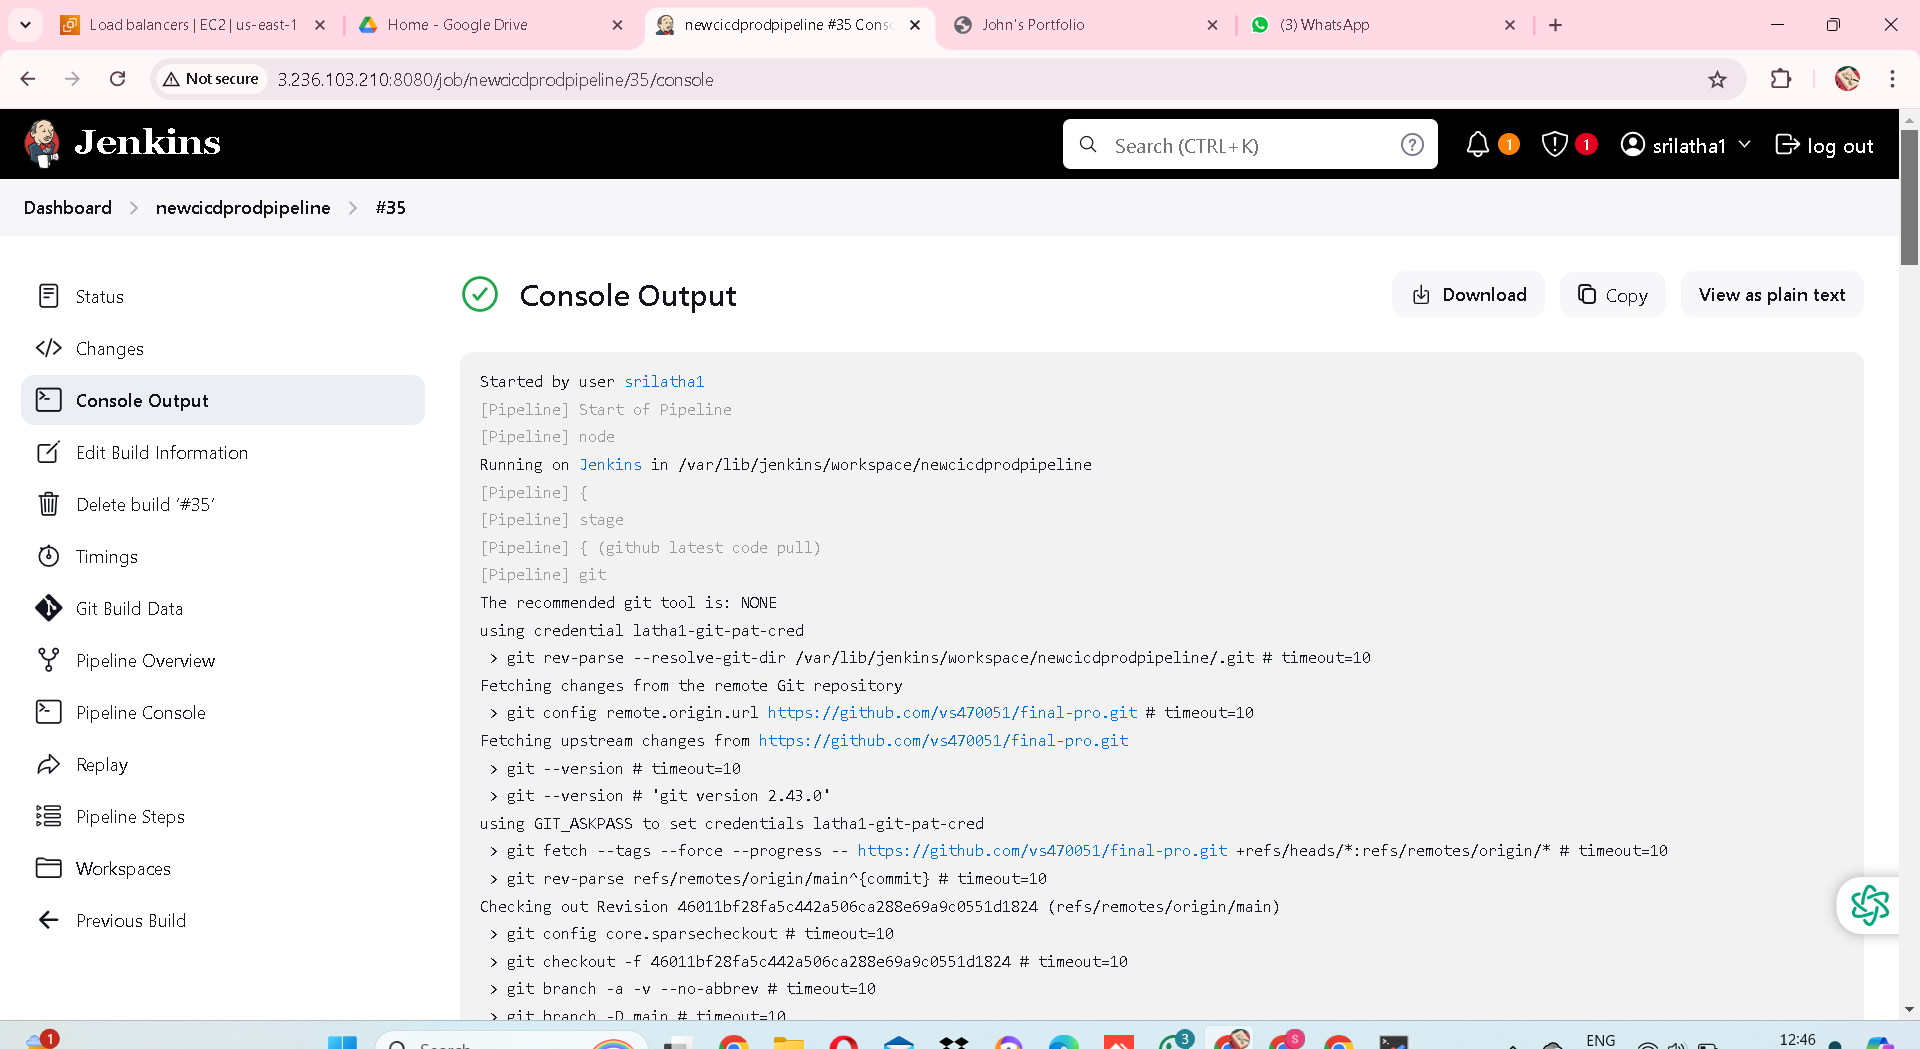 Load balancers | EC2 | us-east-1
Home - Google Drive
newcicdprodpipeline #35 Cons
John's Portfolio
(3) WhatsApp
Not secure
3.236.103.210:8080/job/newcicdprodpipeline/35/console
Jenkins
Search (CTRL+K)
?
1
1
srilatha1
log out
Dashboard
newcicdprodpipeline
#35
Status
Changes
Console Output
Edit Build Information
Delete build ‘#35’
Timings
Git Build Data
Pipeline Overview
Pipeline Console
Replay
Pipeline Steps
Workspaces
Previous Build
Console Output
Download
Copy
View as plain text
Started by user srilatha1
[Pipeline] Start of Pipeline
[Pipeline] node
Running on Jenkins in /var/lib/jenkins/workspace/newcicdprodpipeline
[Pipeline] {
[Pipeline] stage
[Pipeline] { (github latest code pull)
[Pipeline] git
The recommended git tool is: NONE
using credential latha1-git-pat-cred
> git rev-parse --resolve-git-dir /var/lib/jenkins/workspace/newcicdprodpipeline/.git # timeout=10
Fetching changes from the remote Git repository
> git config remote.origin.url https://github.com/vs470051/final-pro.git # timeout=10
Fetching upstream changes from https://github.com/vs470051/final-pro.git
> git --version # timeout=10
> git --version # 'git version 2.43.0'
using GIT_ASKPASS to set credentials latha1-git-pat-cred
> git fetch --tags --force --progress -- https://github.com/vs470051/final-pro.git +refs/heads/*:refs/remotes/origin/* # timeout=10
> git rev-parse refs/remotes/origin/main^{commit} # timeout=10
Checking out Revision 46011bf28fa5c442a506ca288e69a9c0551d1824 (refs/remotes/origin/main)
> git config core.sparsecheckout # timeout=10
> git checkout -f 46011bf28fa5c442a506ca288e69a9c0551d1824 # timeout=10
> git branch -a -v --no-abbrev # timeout=10
> git branch -D main # timeout=10
1
Search
3
S
ENG
12:46